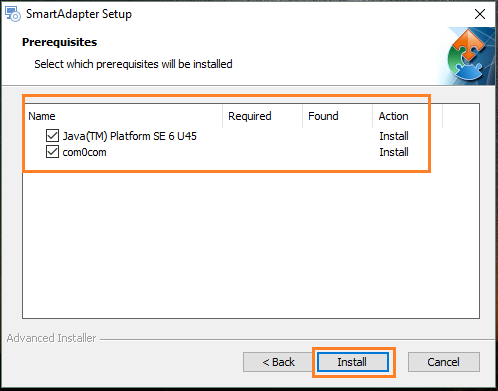 SmartAdapter Setup
Prerequisites
Select which prerequisites will be installed
Name Required Found Action
Java(TM) Platform SE 6 U45 Install
com0com Install
Advanced Installer
< Back Install Cancel